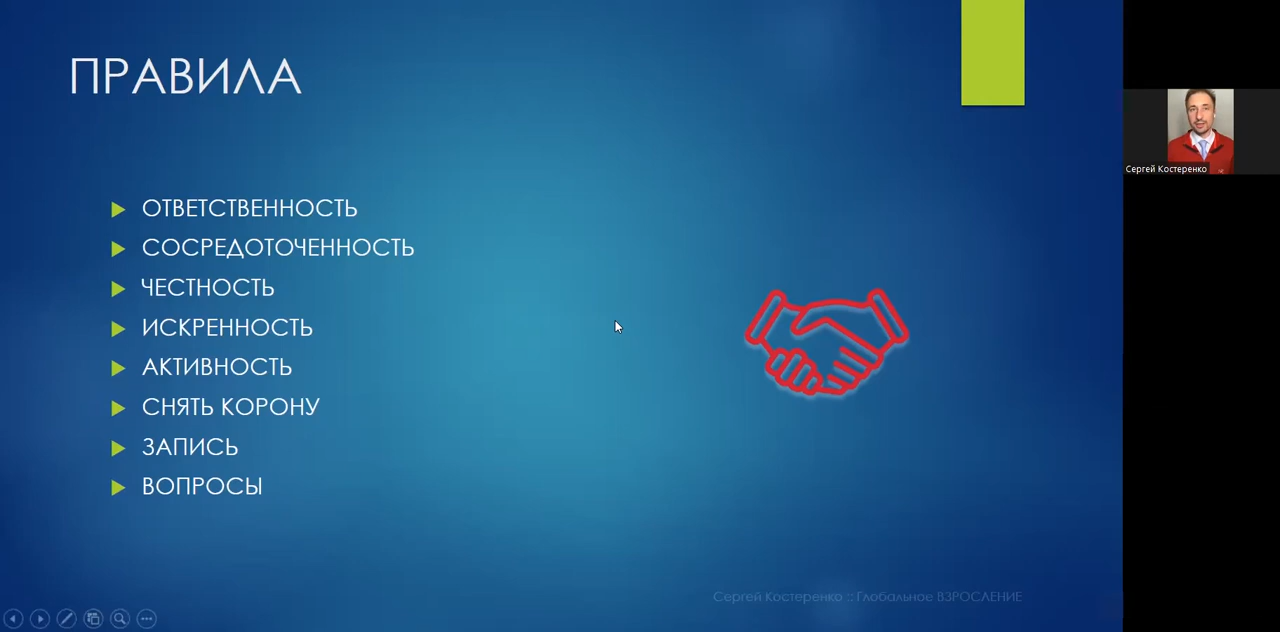 ПРАВИЛА
ОТВЕТСТВЕННОСТЬ
СОСРЕДОТОЧЕННОСТЬ
ЧЕСТНОСТЬ
ИСКРЕННОСТЬ
АКТИВНОСТЬ
СНЯТЬ КОРОНУ
ЗАПИСЬ
ВОПРОСЫ
Сергей Костеренко :: Глобальное ВЗРОСЛЕНИЕ
Сергей Костеренко